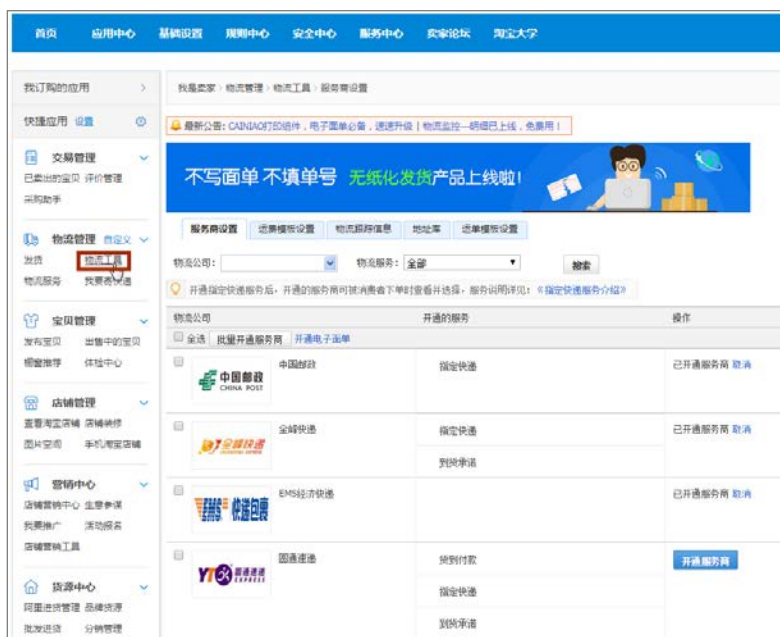 首页 应用中心 基础设置 规则中心 安全中心 服务中心 卖家论坛 淘宝大学
我订购的应用
我是卖家 物流管理 物流工具 服务商设置
快捷应用 设置
最新公告: CAINIAO打印组件,电子面单必备,速速升级 | 物流监控—明细已上线,免费用!
交易管理
已卖出的宝贝 评价管理
采购助手
不写面单 不填单号 无纸化发货产品上线啦!
物流管理 自定义
发货 物流工具
物流服务 我要寄快递
服务商设置 运费模板设置 物流跟踪信息 地址库 运单模板设置
物流公司: 物流服务: 全部 搜索
开通指定快递服务后,开通的服务商可被消费者下单时查看并选择,服务说明详见:《指定快递服务介绍》
宝贝管理
发布宝贝 出售中的宝贝
橱窗推荐 体检中心
物流公司 开通的服务 操作
全选 批量开通服务商 开通电子面单
中国邮政 CHINA POST 中国邮政 指定快递 已开通服务商 取消
店铺管理
查看淘宝店铺 店铺装修
图片空间 手机淘宝店铺
全峰快递 全峰快递 指定快递 已开通服务商 取消
到货承诺
营销中心
店铺营销中心 生意参谋
我要推广 活动报名
店铺营销工具
EMS 快递包裹 EMS经济快递 已开通服务商 取消
货源中心
阿里进货管理 品牌货源
批发进货 分销管理
YTO 圆通速递 EXPRESS 圆通速递 货到付款 开通服务商
指定快递
到货承诺